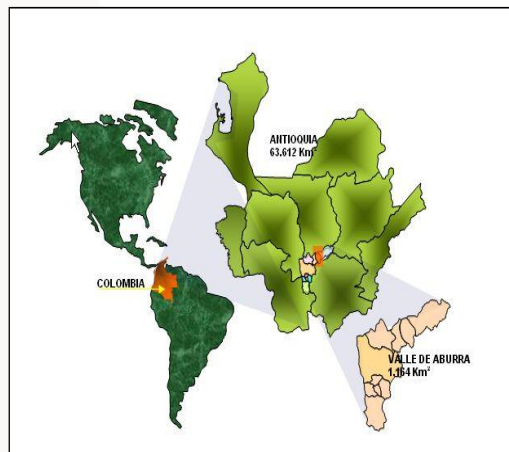 ANTIOQUIA
63.612 Km²
COLOMBIA
VALLE DE ABURRA
1,164 Km²